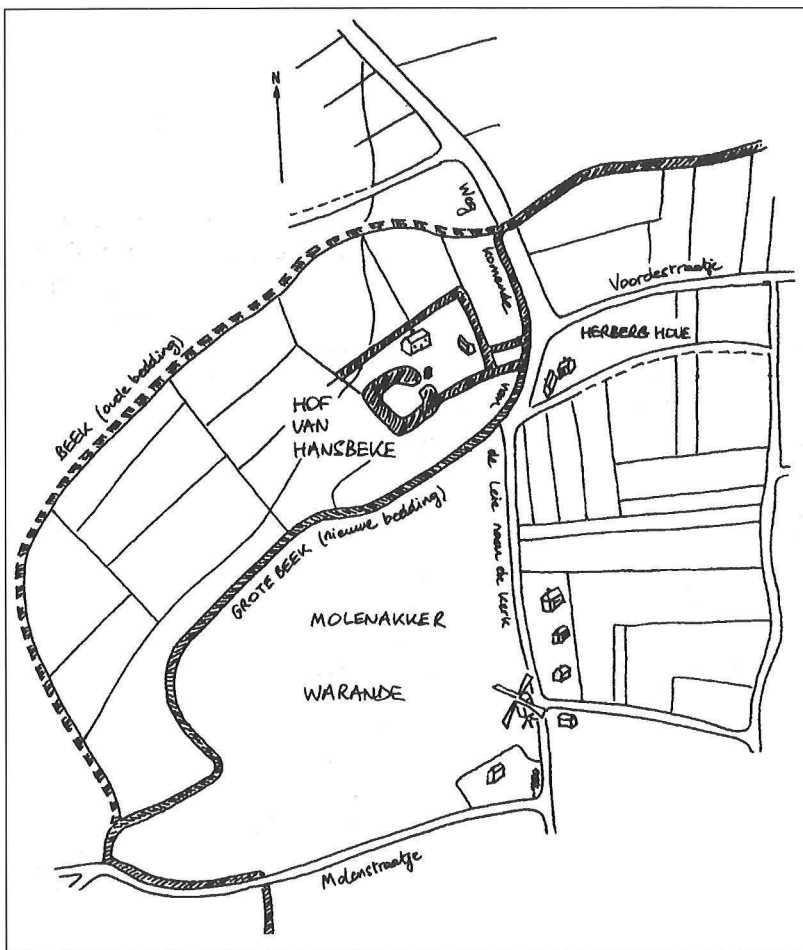 N
Weg
komende
van
de Leie naar de kerk
Voordestraatje
HERBERG HOVE
BEEK (oude bedding)
HOF
VAN
HANSBEKE
GROTE BEEK (nieuwe bedding)
MOLENAKKER
WARANDE
Molenstraatje